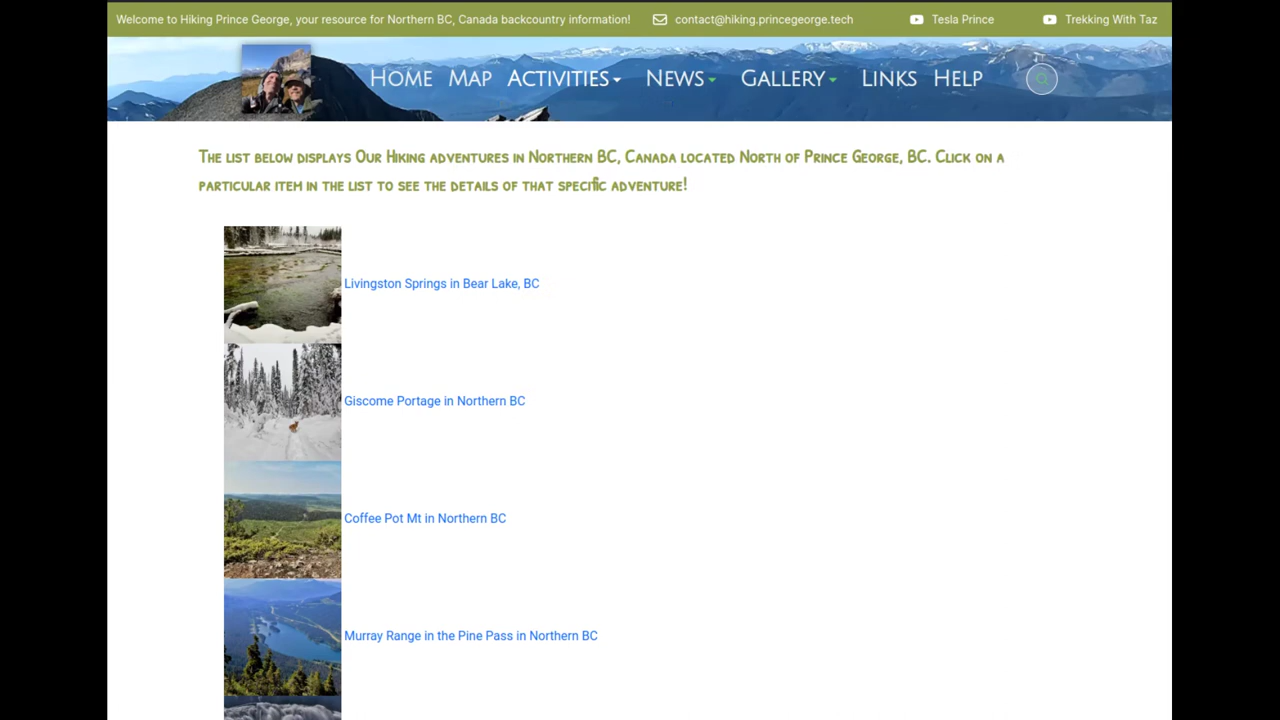 Welcome to Hiking Prince George, your resource for Northern BC, Canada backcountry information! contact@hiking.princegeorge.tech Tesla Prince Trekking With Taz
Home Map Activities News Gallery Links Help
The list below displays Our Hiking adventures in Northern BC, Canada located North of Prince George, BC. Click on a
particular item in the list to see the details of that specific adventure!
Livingston Springs in Bear Lake, BC
Giscome Portage in Northern BC
Coffee Pot Mt in Northern BC
Murray Range in the Pine Pass in Northern BC